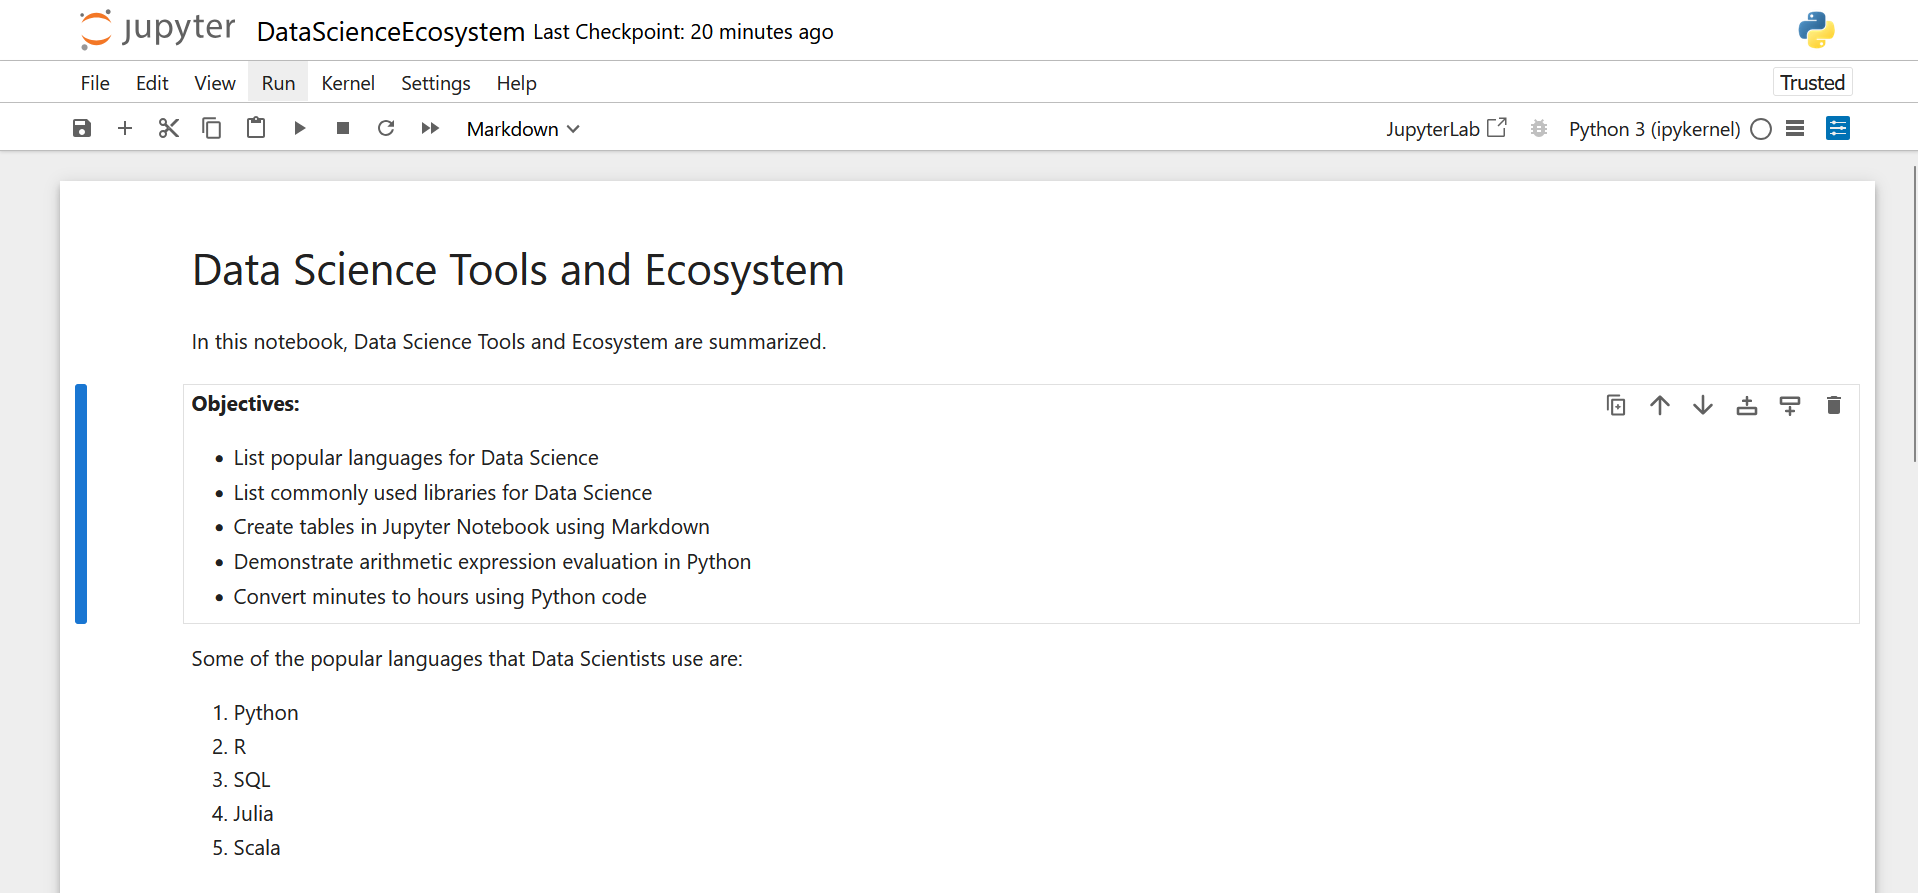 jupyter DataScienceEcosystem Last Checkpoint: 20 minutes ago
File Edit View Run Kernel Settings Help Trusted
Markdown JupyterLab Python 3 (ipykernel)
Data Science Tools and Ecosystem
In this notebook, Data Science Tools and Ecosystem are summarized.
Objectives:
• List popular languages for Data Science
• List commonly used libraries for Data Science
• Create tables in Jupyter Notebook using Markdown
• Demonstrate arithmetic expression evaluation in Python
• Convert minutes to hours using Python code
Some of the popular languages that Data Scientists use are:
1. Python
2. R
3. SQL
4. Julia
5. Scala